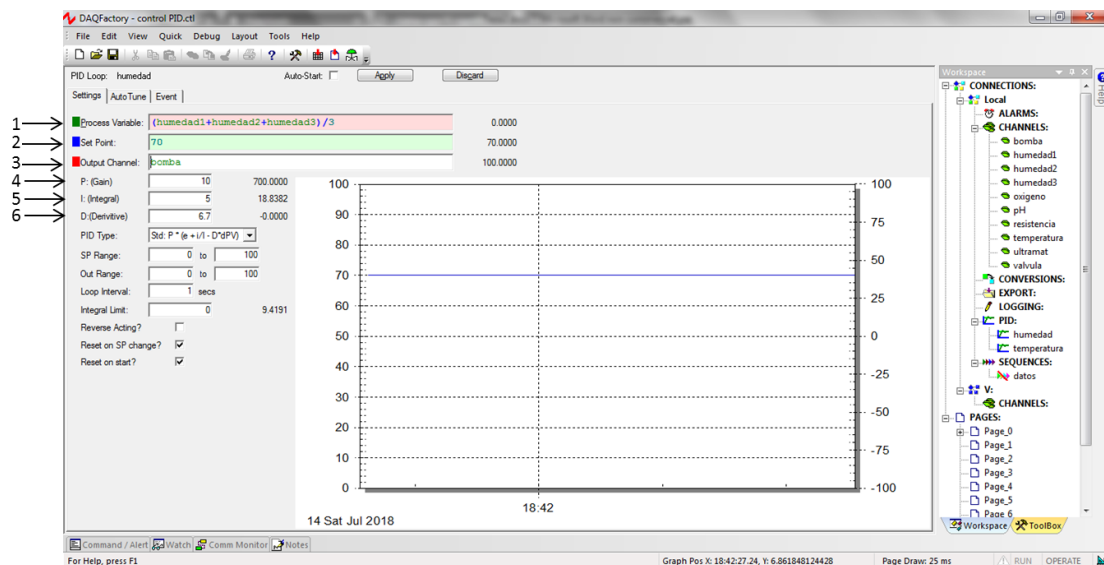 DAQFactory - control PID.ctl
File Edit View Quick Debug Layout Tools Help
PID Loop: humedad Auto-Start: Apply Discard
Settings AutoTune Event
1 Process Variable: (humedad1+humedad2+humedad3)/3 0.0000
2 Set Point: 70 70.0000
3 Output Channel: bomba 100.0000
4 P: (Gain) 10 700.0000
5 I: (Integral) 5 18.8382
6 D:(Derivitive) 6.7 -0.0000
PID Type: Std: P * (e + i/I - D*dPV)
SP Range: 0 to 100
Out Range: 0 to 100
Loop Interval: 1 secs
Integral Limit: 0 9.4191
Reverse Acting?
Reset on SP change?
Reset on start?
100 100
90
75
80
70 50
60
25
50 0
40
-25
30
-50
20
-75
10
0 -100
18:42
14 Sat Jul 2018
Workspace
Help
CONNECTIONS:
Local
ALARMS:
CHANNELS:
bomba
humedad1
humedad2
humedad3
oxigeno
pH
resistencia
temperatura
ultramat
valvula
CONVERSIONS:
EXPORT:
LOGGING:
PID:
humedad
temperatura
SEQUENCES:
datos
V:
CHANNELS:
PAGES:
Page_0
Page_1
Page_2
Page_3
Page_4
Page_5
Page 6
Workspace ToolBox
Command / Alert Watch Comm Monitor Notes
For Help, press F1 Graph Pos X: 18:42:27.24, Y: 6.861848124428 Page Draw: 25 ms RUN OPERATE